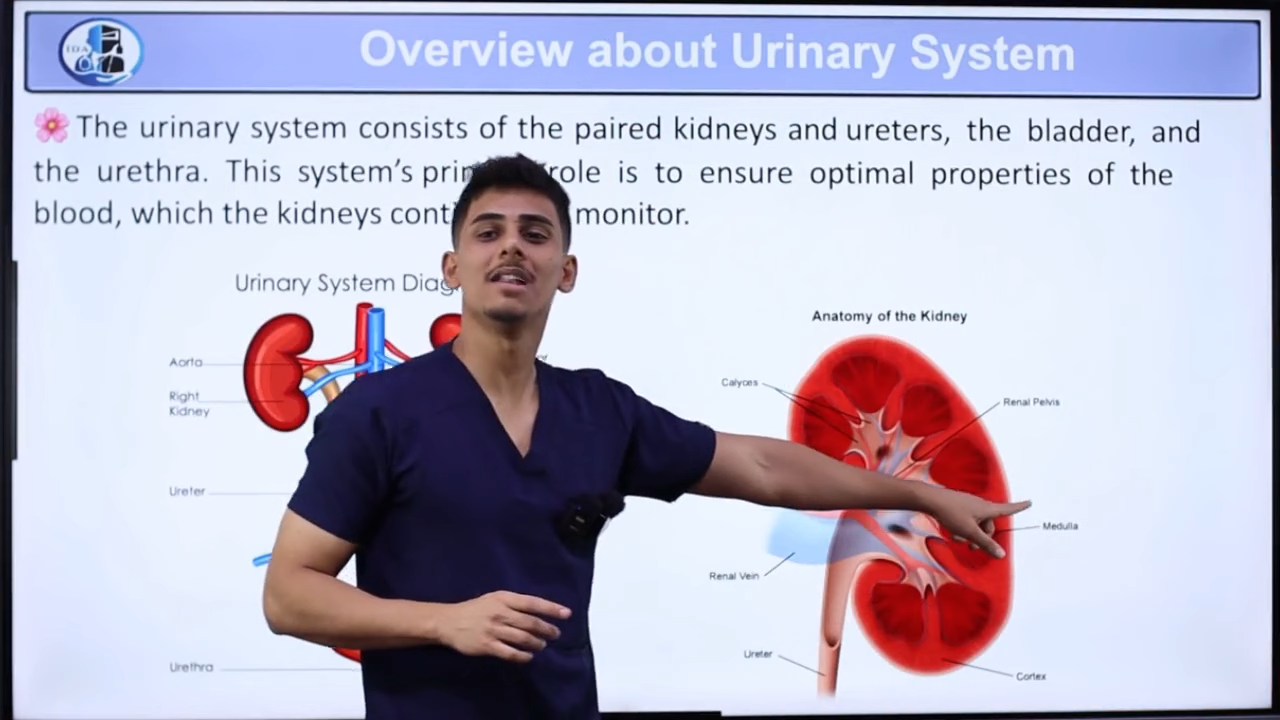 IDA
Overview about Urinary System
The urinary system consists of the paired kidneys and ureters, the bladder, and
the urethra. This system's role is to ensure optimal properties of the
blood, which the kidneys monitor.
Urinary System
Aorta
Right
Kidney
Ureter
Urethra
Anatomy of the Kidney
Calyces
Renal Pelvis
Medulla
Renal Vein
Ureter
Cortex